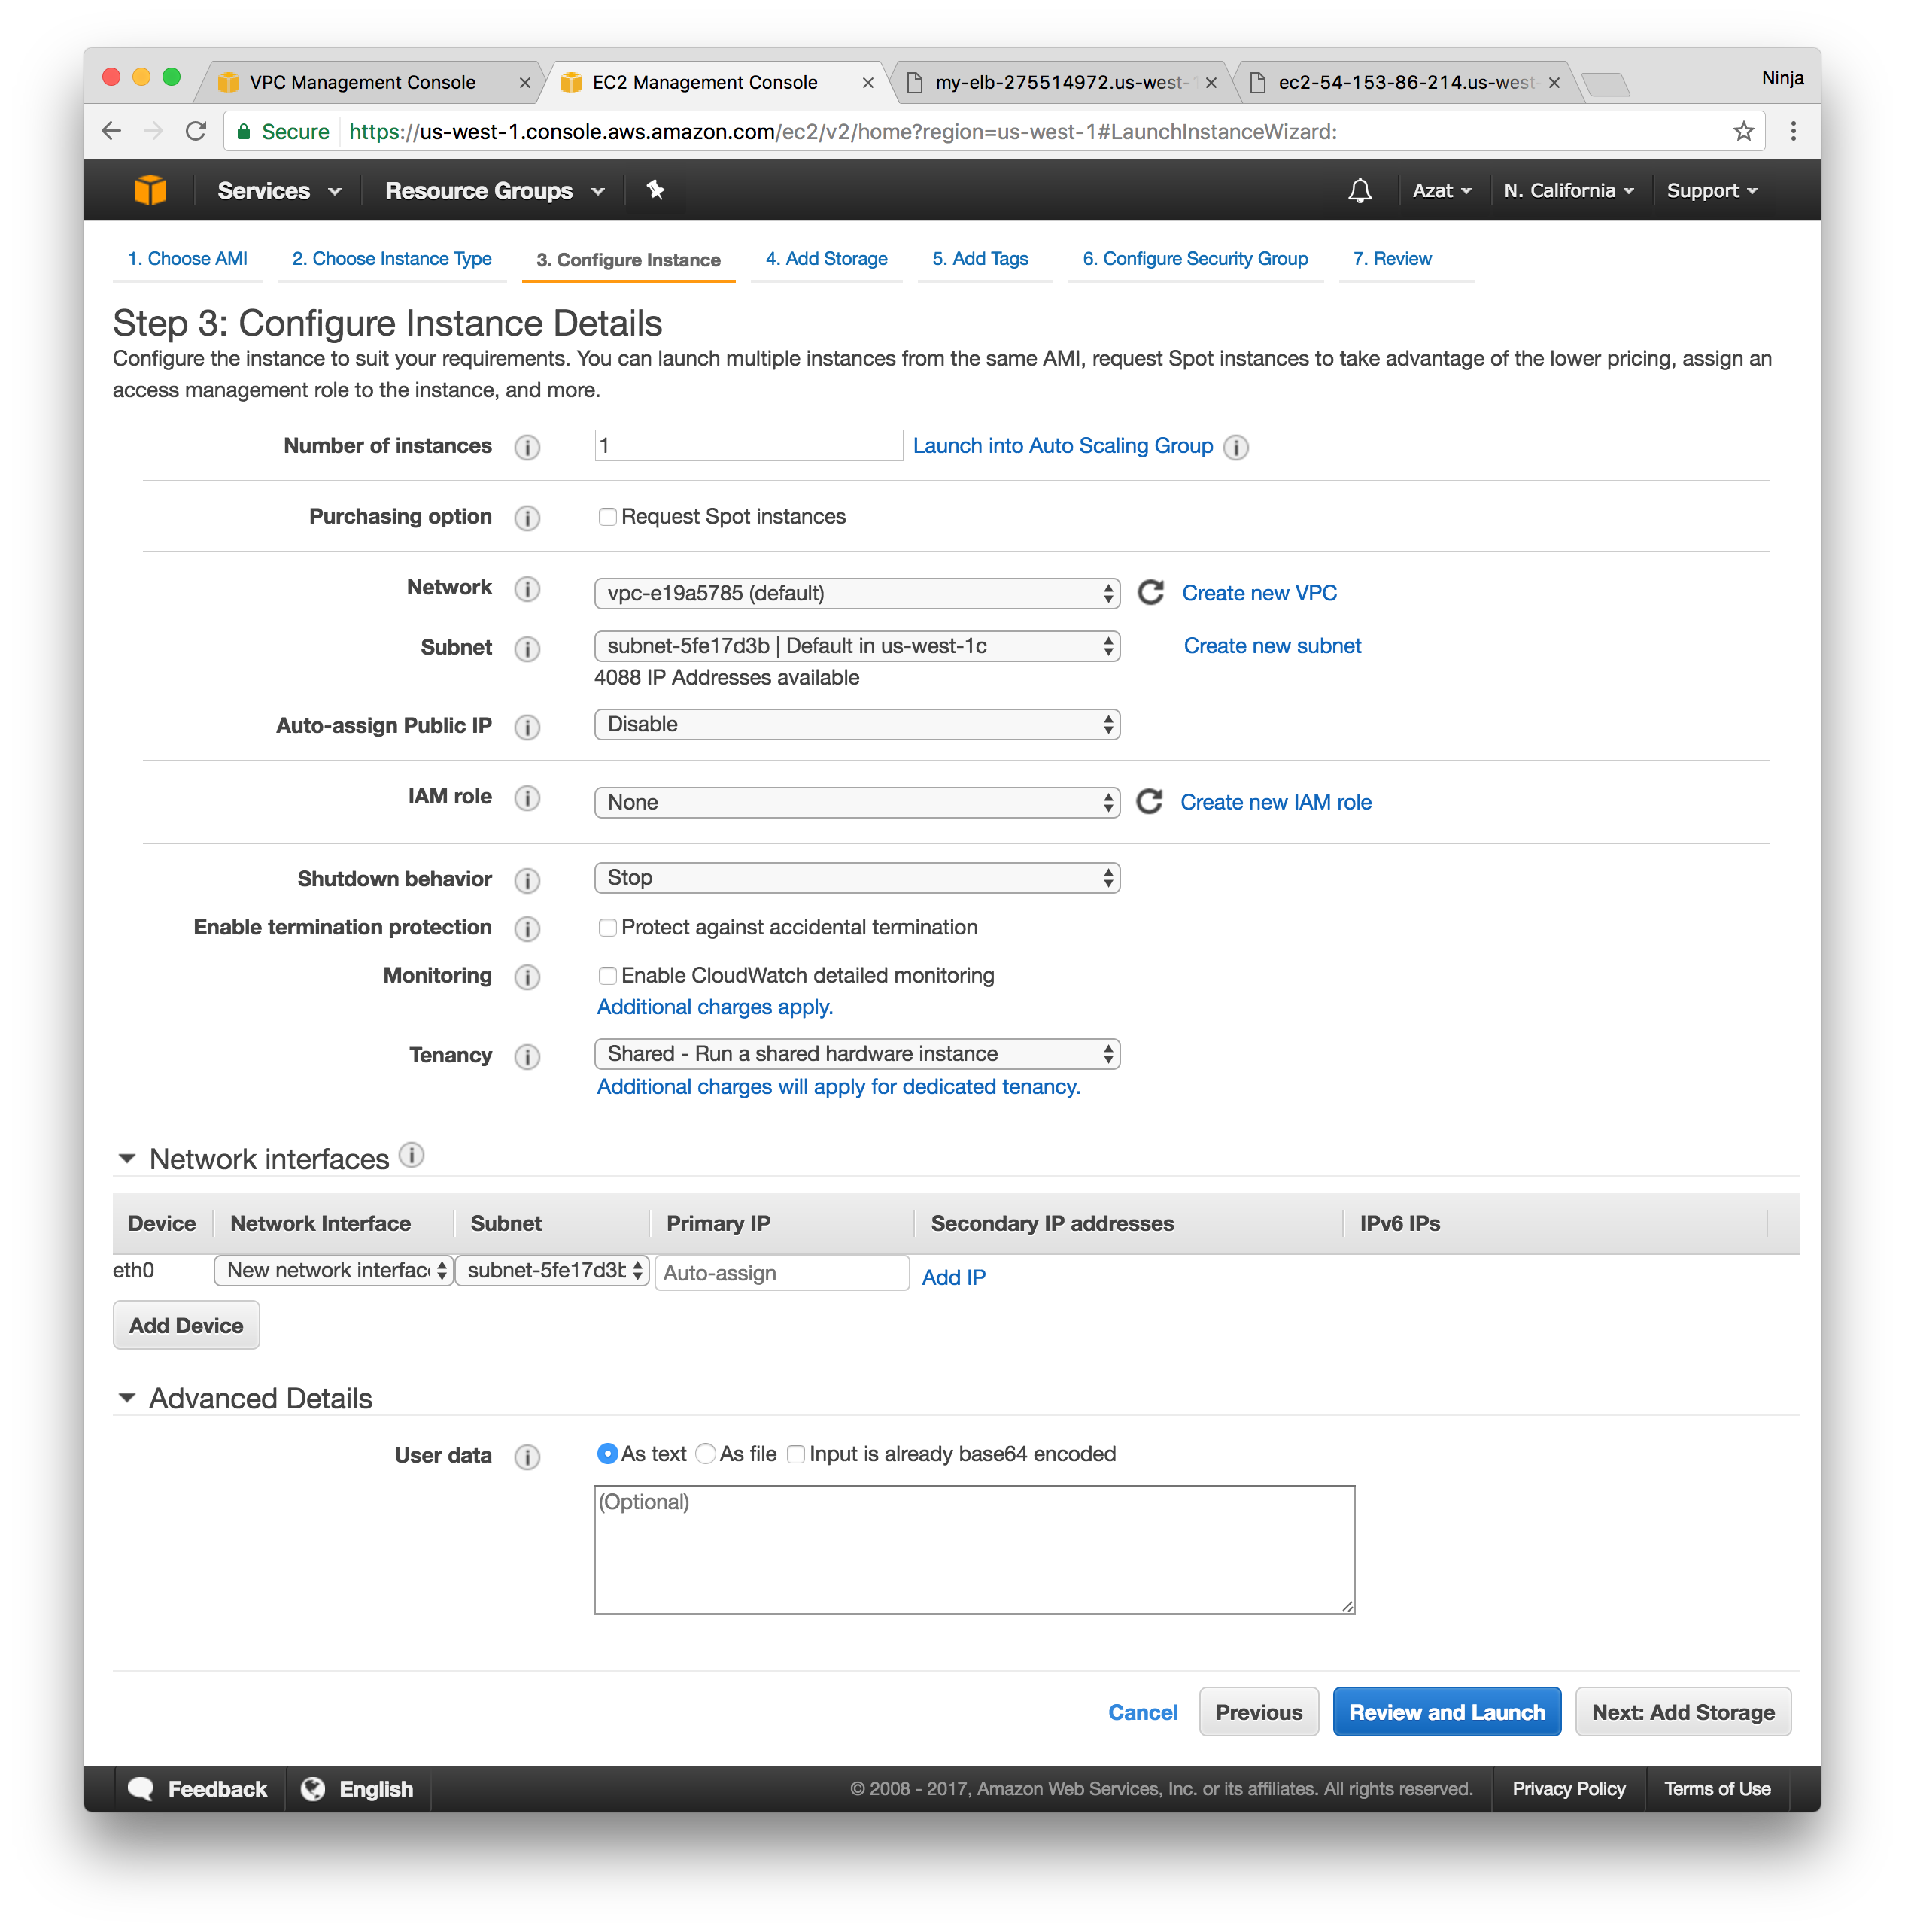 VPC Management Console
EC2 Management Console
my-elb-275514972.us-west-
ec2-54-153-86-214.us-west-
Ninja
Secure
https://us-west-1.console.aws.amazon.com/ec2/v2/home?region=us-west-1#LaunchInstanceWizard:
Services
Resource Groups
Azat
N. California
Support
1. Choose AMI
2. Choose Instance Type
3. Configure Instance
4. Add Storage
5. Add Tags
6. Configure Security Group
7. Review
Step 3: Configure Instance Details
Configure the instance to suit your requirements. You can launch multiple instances from the same AMI, request Spot instances to take advantage of the lower pricing, assign an
access management role to the instance, and more.
Number of instances
1
Launch into Auto Scaling Group
Purchasing option
Request Spot instances
Network
vpc-e19a5785 (default)
Create new VPC
Subnet
subnet-5fe17d3b | Default in us-west-1c
Create new subnet
4088 IP Addresses available
Auto-assign Public IP
Disable
IAM role
None
Create new IAM role
Shutdown behavior
Stop
Enable termination protection
Protect against accidental termination
Monitoring
Enable CloudWatch detailed monitoring
Additional charges apply.
Tenancy
Shared - Run a shared hardware instance
Additional charges will apply for dedicated tenancy.
Network interfaces
Device
Network Interface
Subnet
Primary IP
Secondary IP addresses
IPv6 IPs
eth0
New network interfac
subnet-5fe17d3b
Auto-assign
Add IP
Add Device
Advanced Details
User data
As text
As file
Input is already base64 encoded
(Optional)
Cancel
Previous
Review and Launch
Next: Add Storage
Feedback
English
© 2008 - 2017, Amazon Web Services, Inc. or its affiliates. All rights reserved.
Privacy Policy
Terms of Use